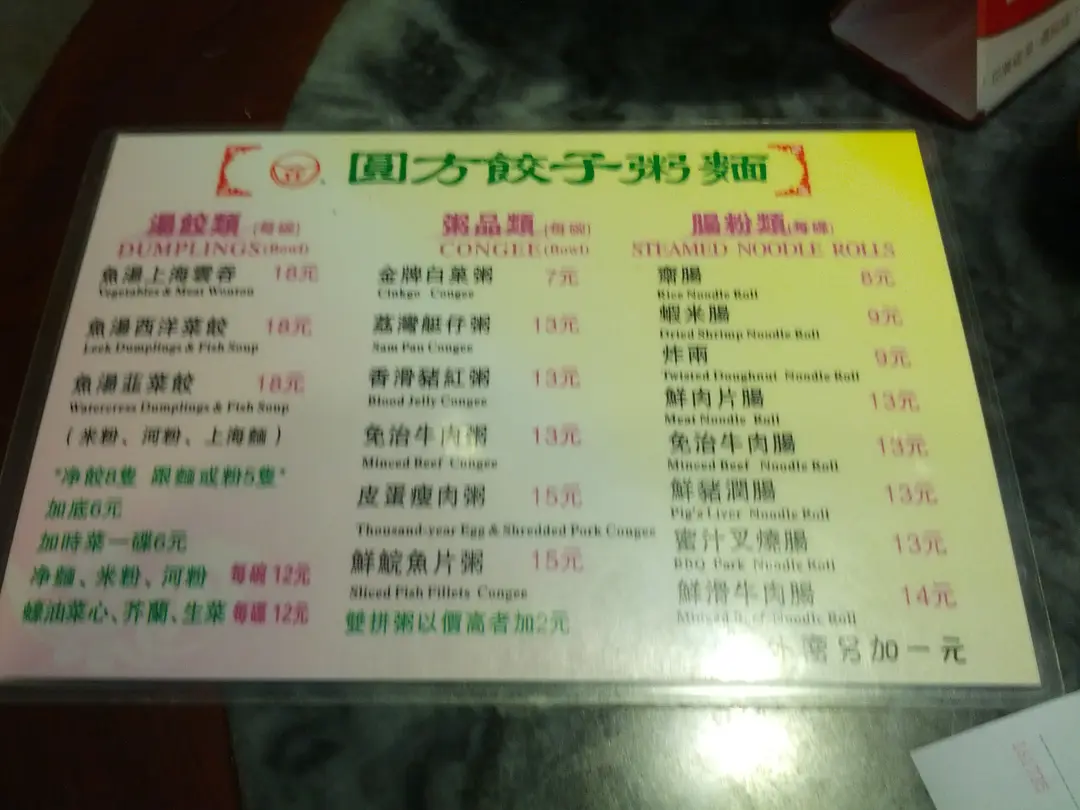 圓方餃子粥麵
湯餃類 (每碗)
DUMPLINGS (Bowl)
魚湯上海雲吞 18元
Vegetables & Meat Wonton
魚湯西洋菜餃 18元
Leek Dumplings & Fish Soup
魚湯韮菜餃 18元
Watercress Dumplings & Fish Soup
(米粉、河粉、上海麵)
*净餃8隻 跟麵或粉5隻*
加底6元
加時菜一碟6元
净麵、米粉、河粉 每碗 12元
蠔油菜心、芥蘭、生菜 每碟 12元
粥品類 (每碗)
CONGEE (Bowl)
金牌白菓粥 7元
Cinkgo Congee
荔灣艇仔粥 13元
Sam Pan Congee
香滑豬紅粥 13元
Blood Jelly Congee
免治牛肉粥 13元
Minced Beef Congee
皮蛋瘦肉粥 15元
Thousand-year Egg & Shredded Pork Congee
鮮鯇魚片粥 15元
Sliced Fish Fillets Congee
雙拼粥以價高者加2元
腸粉類 (每碟)
STEAMED NOODLE ROLLS
齋腸 8元
Rice Noodle Roll
蝦米腸 9元
Dried Shrimp Noodle Roll
炸兩 9元
Twisted Doughnut Noodle Roll
鮮肉片腸 13元
Meat Noodle Roll
免治牛肉腸 13元
Minced Beef Noodle Roll
鮮豬潤腸 13元
Pig's Liver Noodle Roll
蜜汁叉燒腸 13元
BBQ Pork Noodle Roll
鮮滑牛肉腸 14元
Minced Beef Noodle Roll
外賣另加一元